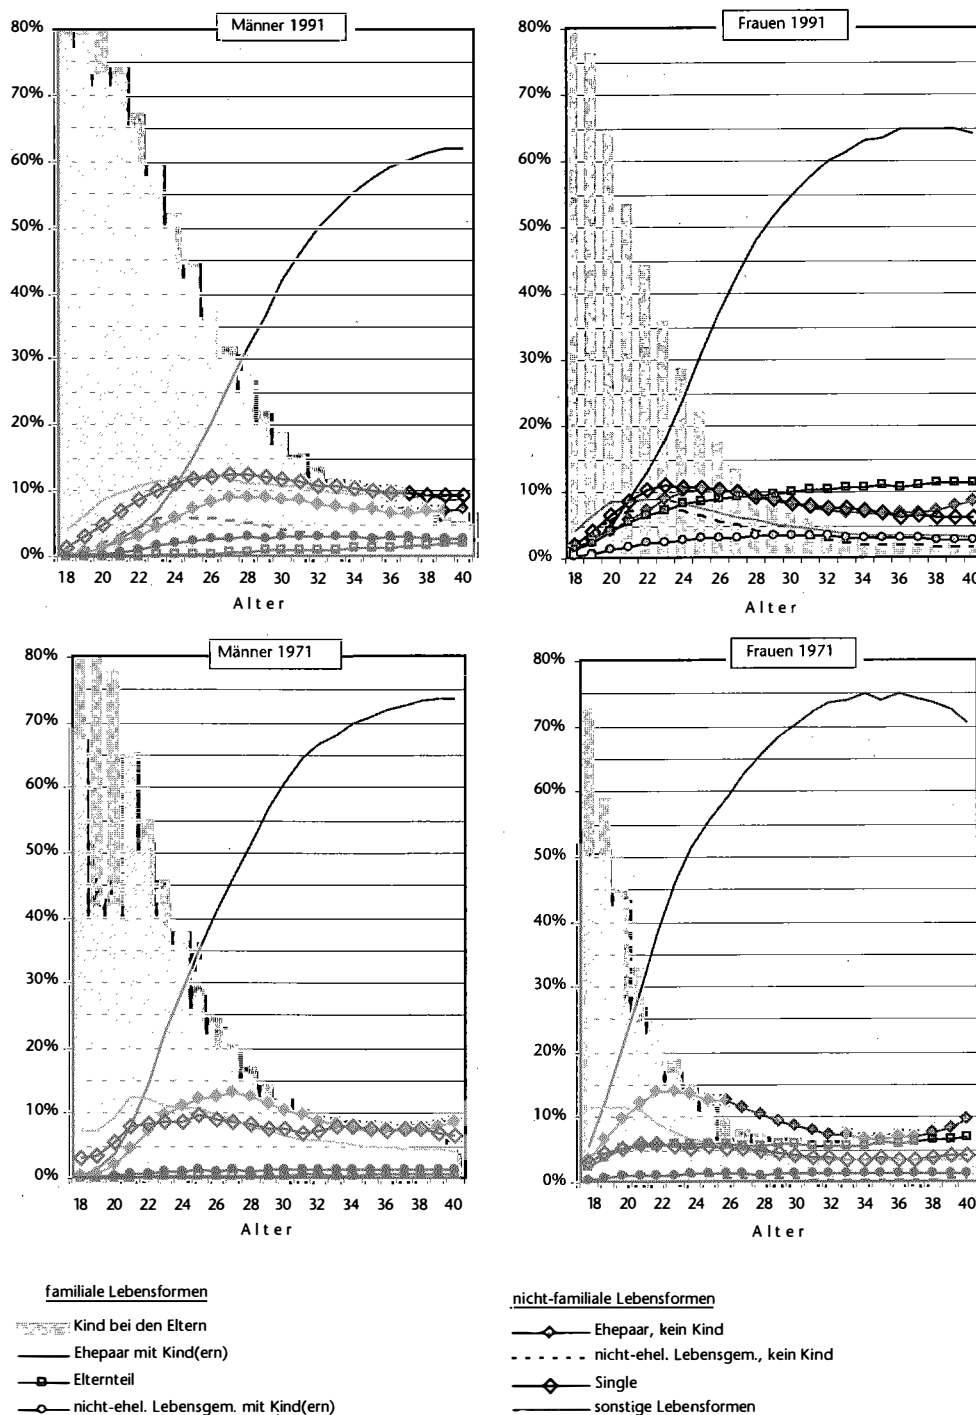 Männer 1991
80%
70%
60%
50%
40%
30%
20%
10%
0%
18 20 22 24 26 28 30 32 34 36 38 40
Alter
Frauen 1991
80%
70%
60%
50%
40%
30%
20%
10%
0%
18 20 22 24 26 28 30 32 34 36 38 40
Alter
Männer 1971
80%
70%
60%
50%
40%
30%
20%
10%
0%
18 20 22 24 26 28 30 32 34 36 38 40
Alter
Frauen 1971
80%
70%
60%
50%
40%
30%
20%
10%
0%
18 20 22 24 26 28 30 32 34 36 38 40
Alter
familiale Lebensformen
Kind bei den Eltern
Ehepaar mit Kind(ern)
Elternteil
nicht-ehel. Lebensgem. mit Kind(ern)
nicht-familiale Lebensformen
Ehepaar, kein Kind
nicht-ehel. Lebensgem., kein Kind
Single
sonstige Lebensformen